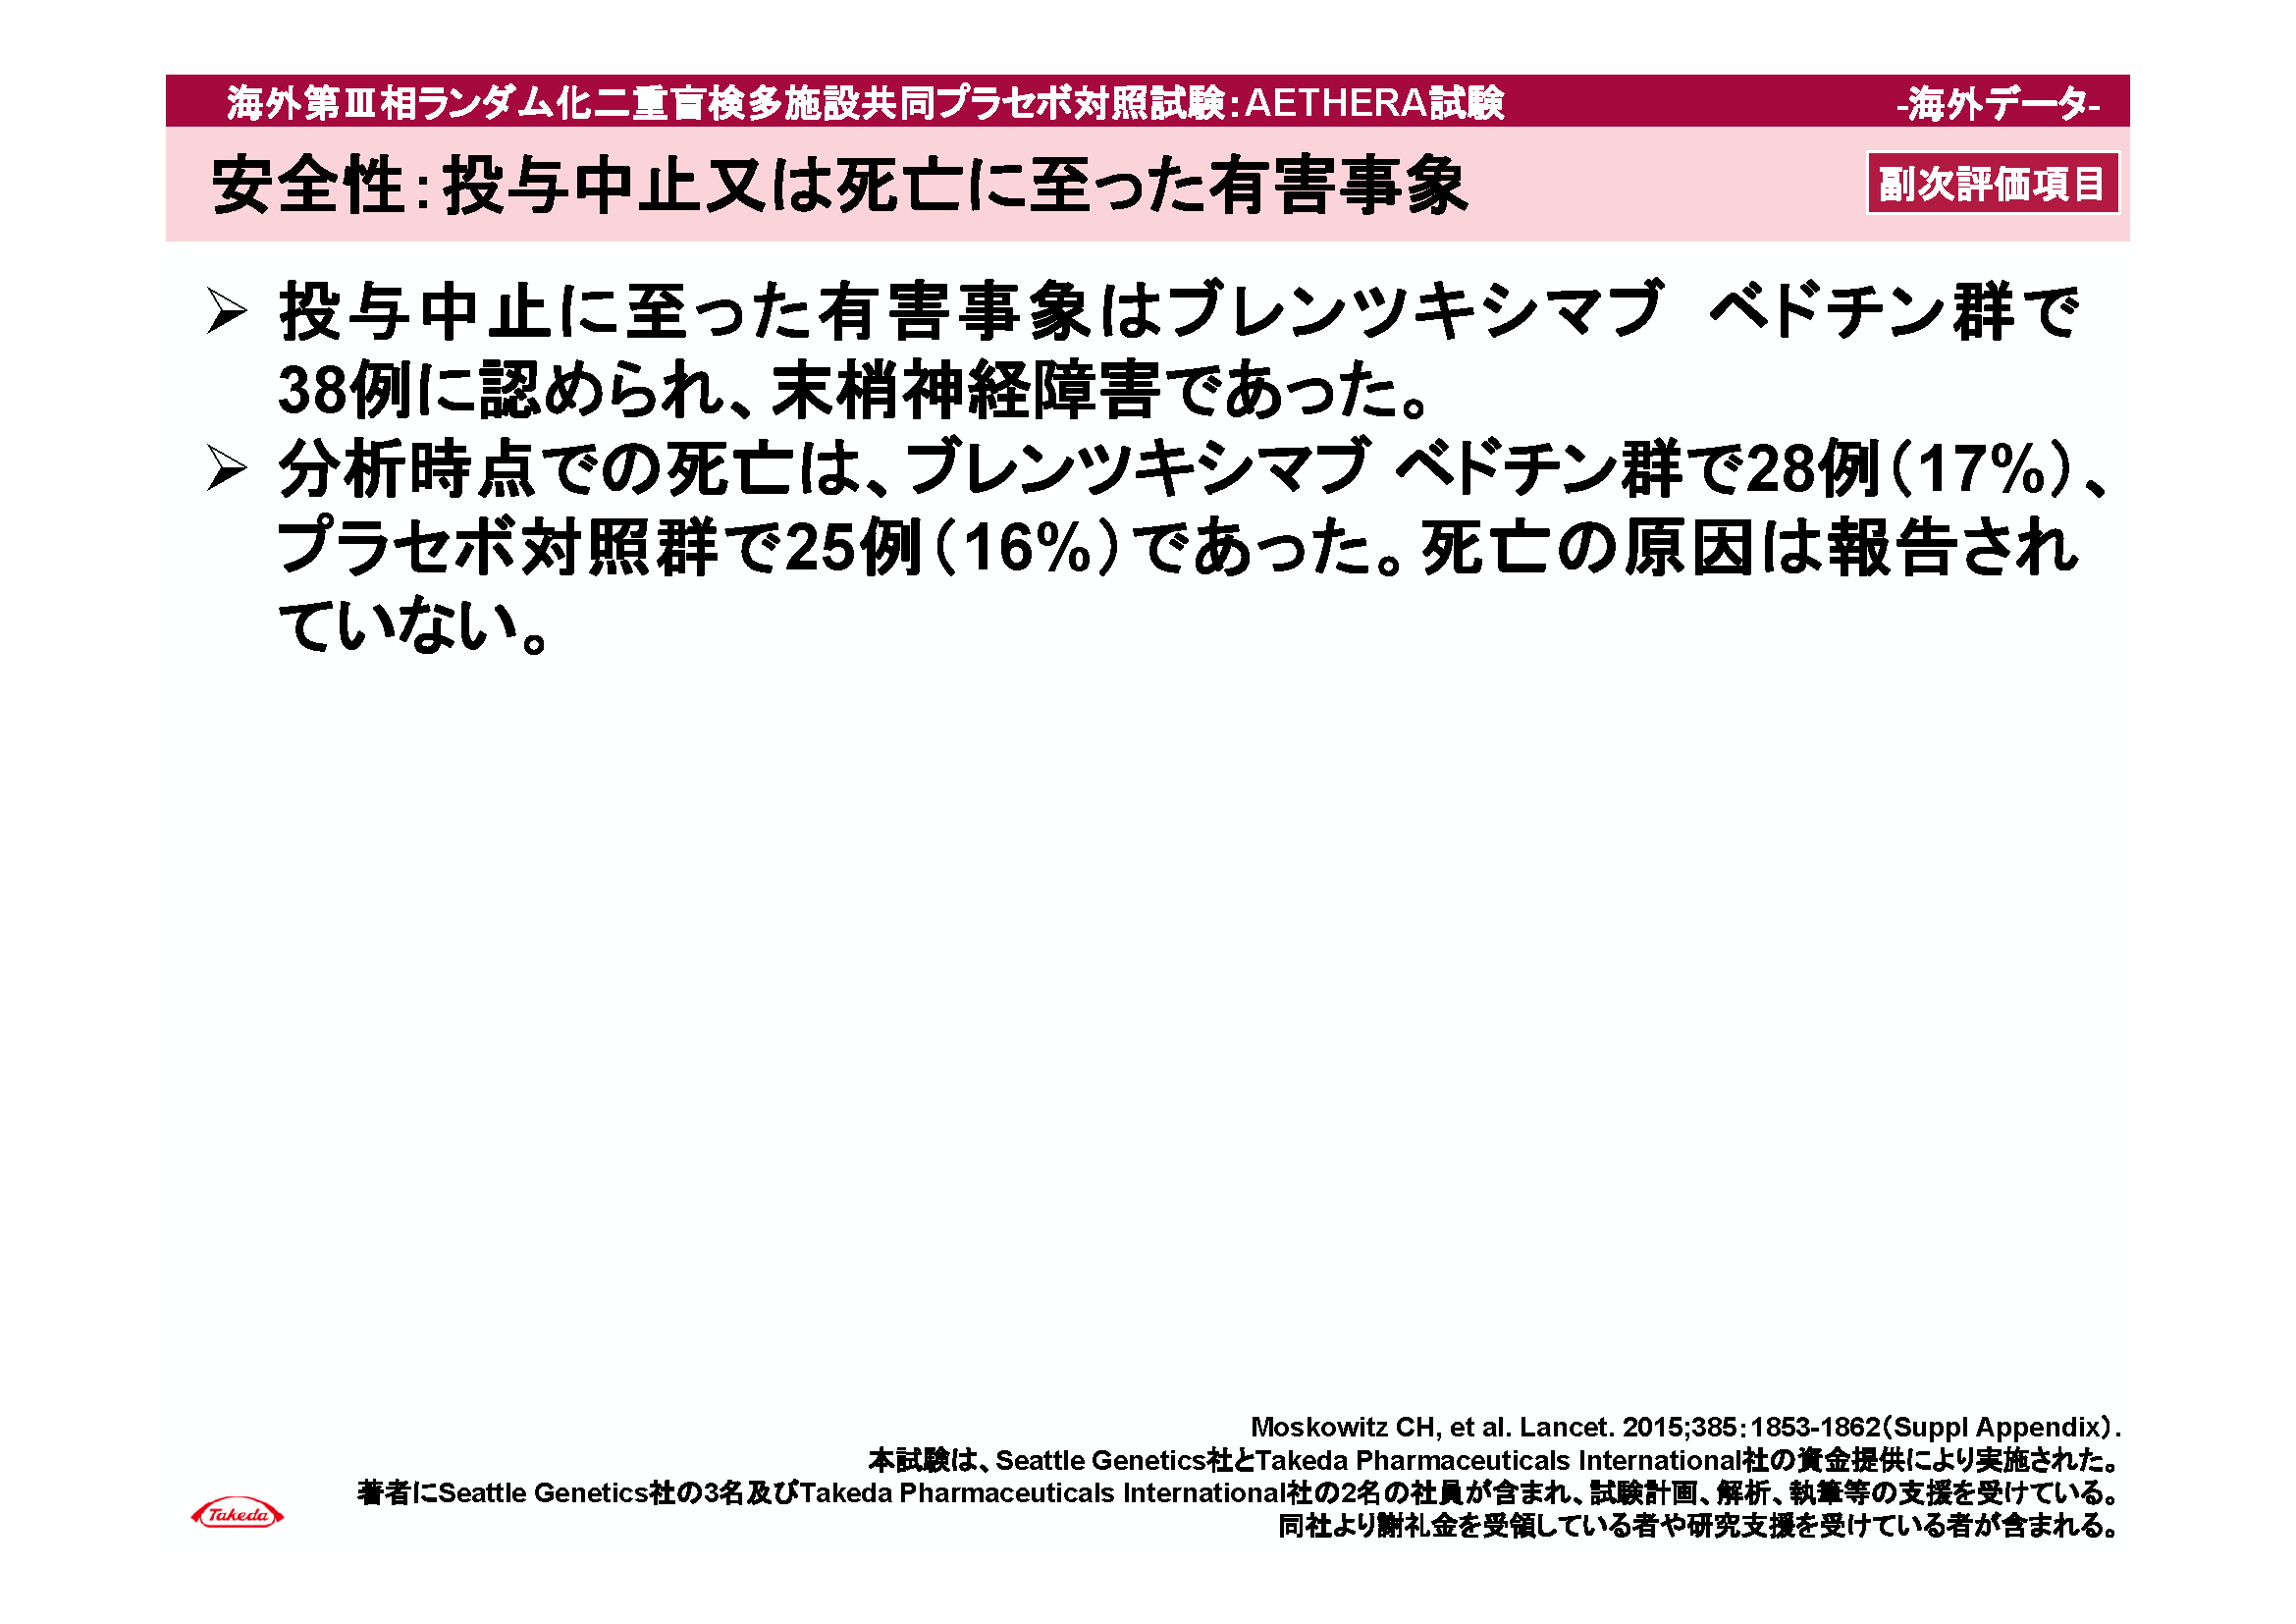 海外第Ⅲ相ランダム化二重盲検多施設共同プラセボ対照試験：AETHERA試験
-海外データ-
安全性：投与中止又は死亡に至った有害事象
副次評価項目
➢ 投与中止に至った有害事象はブレンツキシマブ　ベドチン群で
38例に認められ、末梢神経障害であった。
➢ 分析時点での死亡は、ブレンツキシマブ ベドチン群で28例（17%）、
プラセボ対照群で25例（16%）であった。死亡の原因は報告され
ていない。
Moskowitz CH, et al. Lancet. 2015;385：1853-1862（Suppl Appendix）.
本試験は、Seattle Genetics社とTakeda Pharmaceuticals International社の資金提供により実施された。
著者にSeattle Genetics社の3名及びTakeda Pharmaceuticals International社の2名の社員が含まれ、試験計画、解析、執筆等の支援を受けている。
同社より謝礼金を受領している者や研究支援を受けている者が含まれる。
Takeda